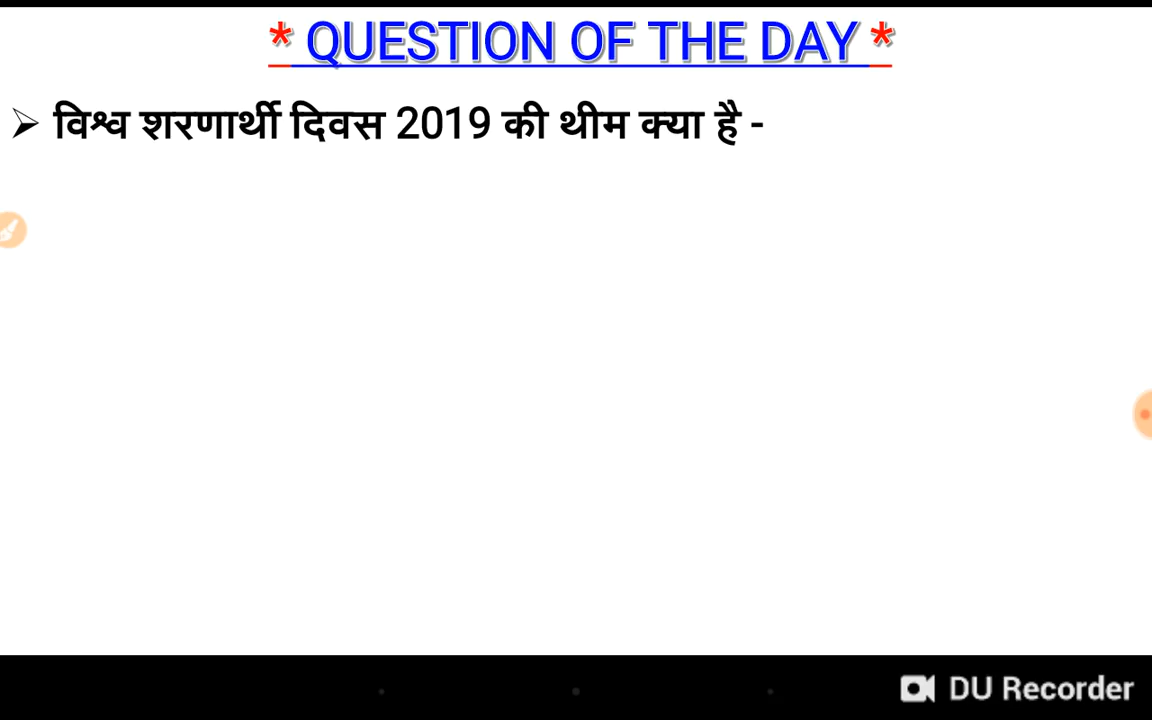 * QUESTION OF THE DAY *
➢ विश्व शरणार्थी दिवस 2019 की थीम क्या है -
DU Recorder